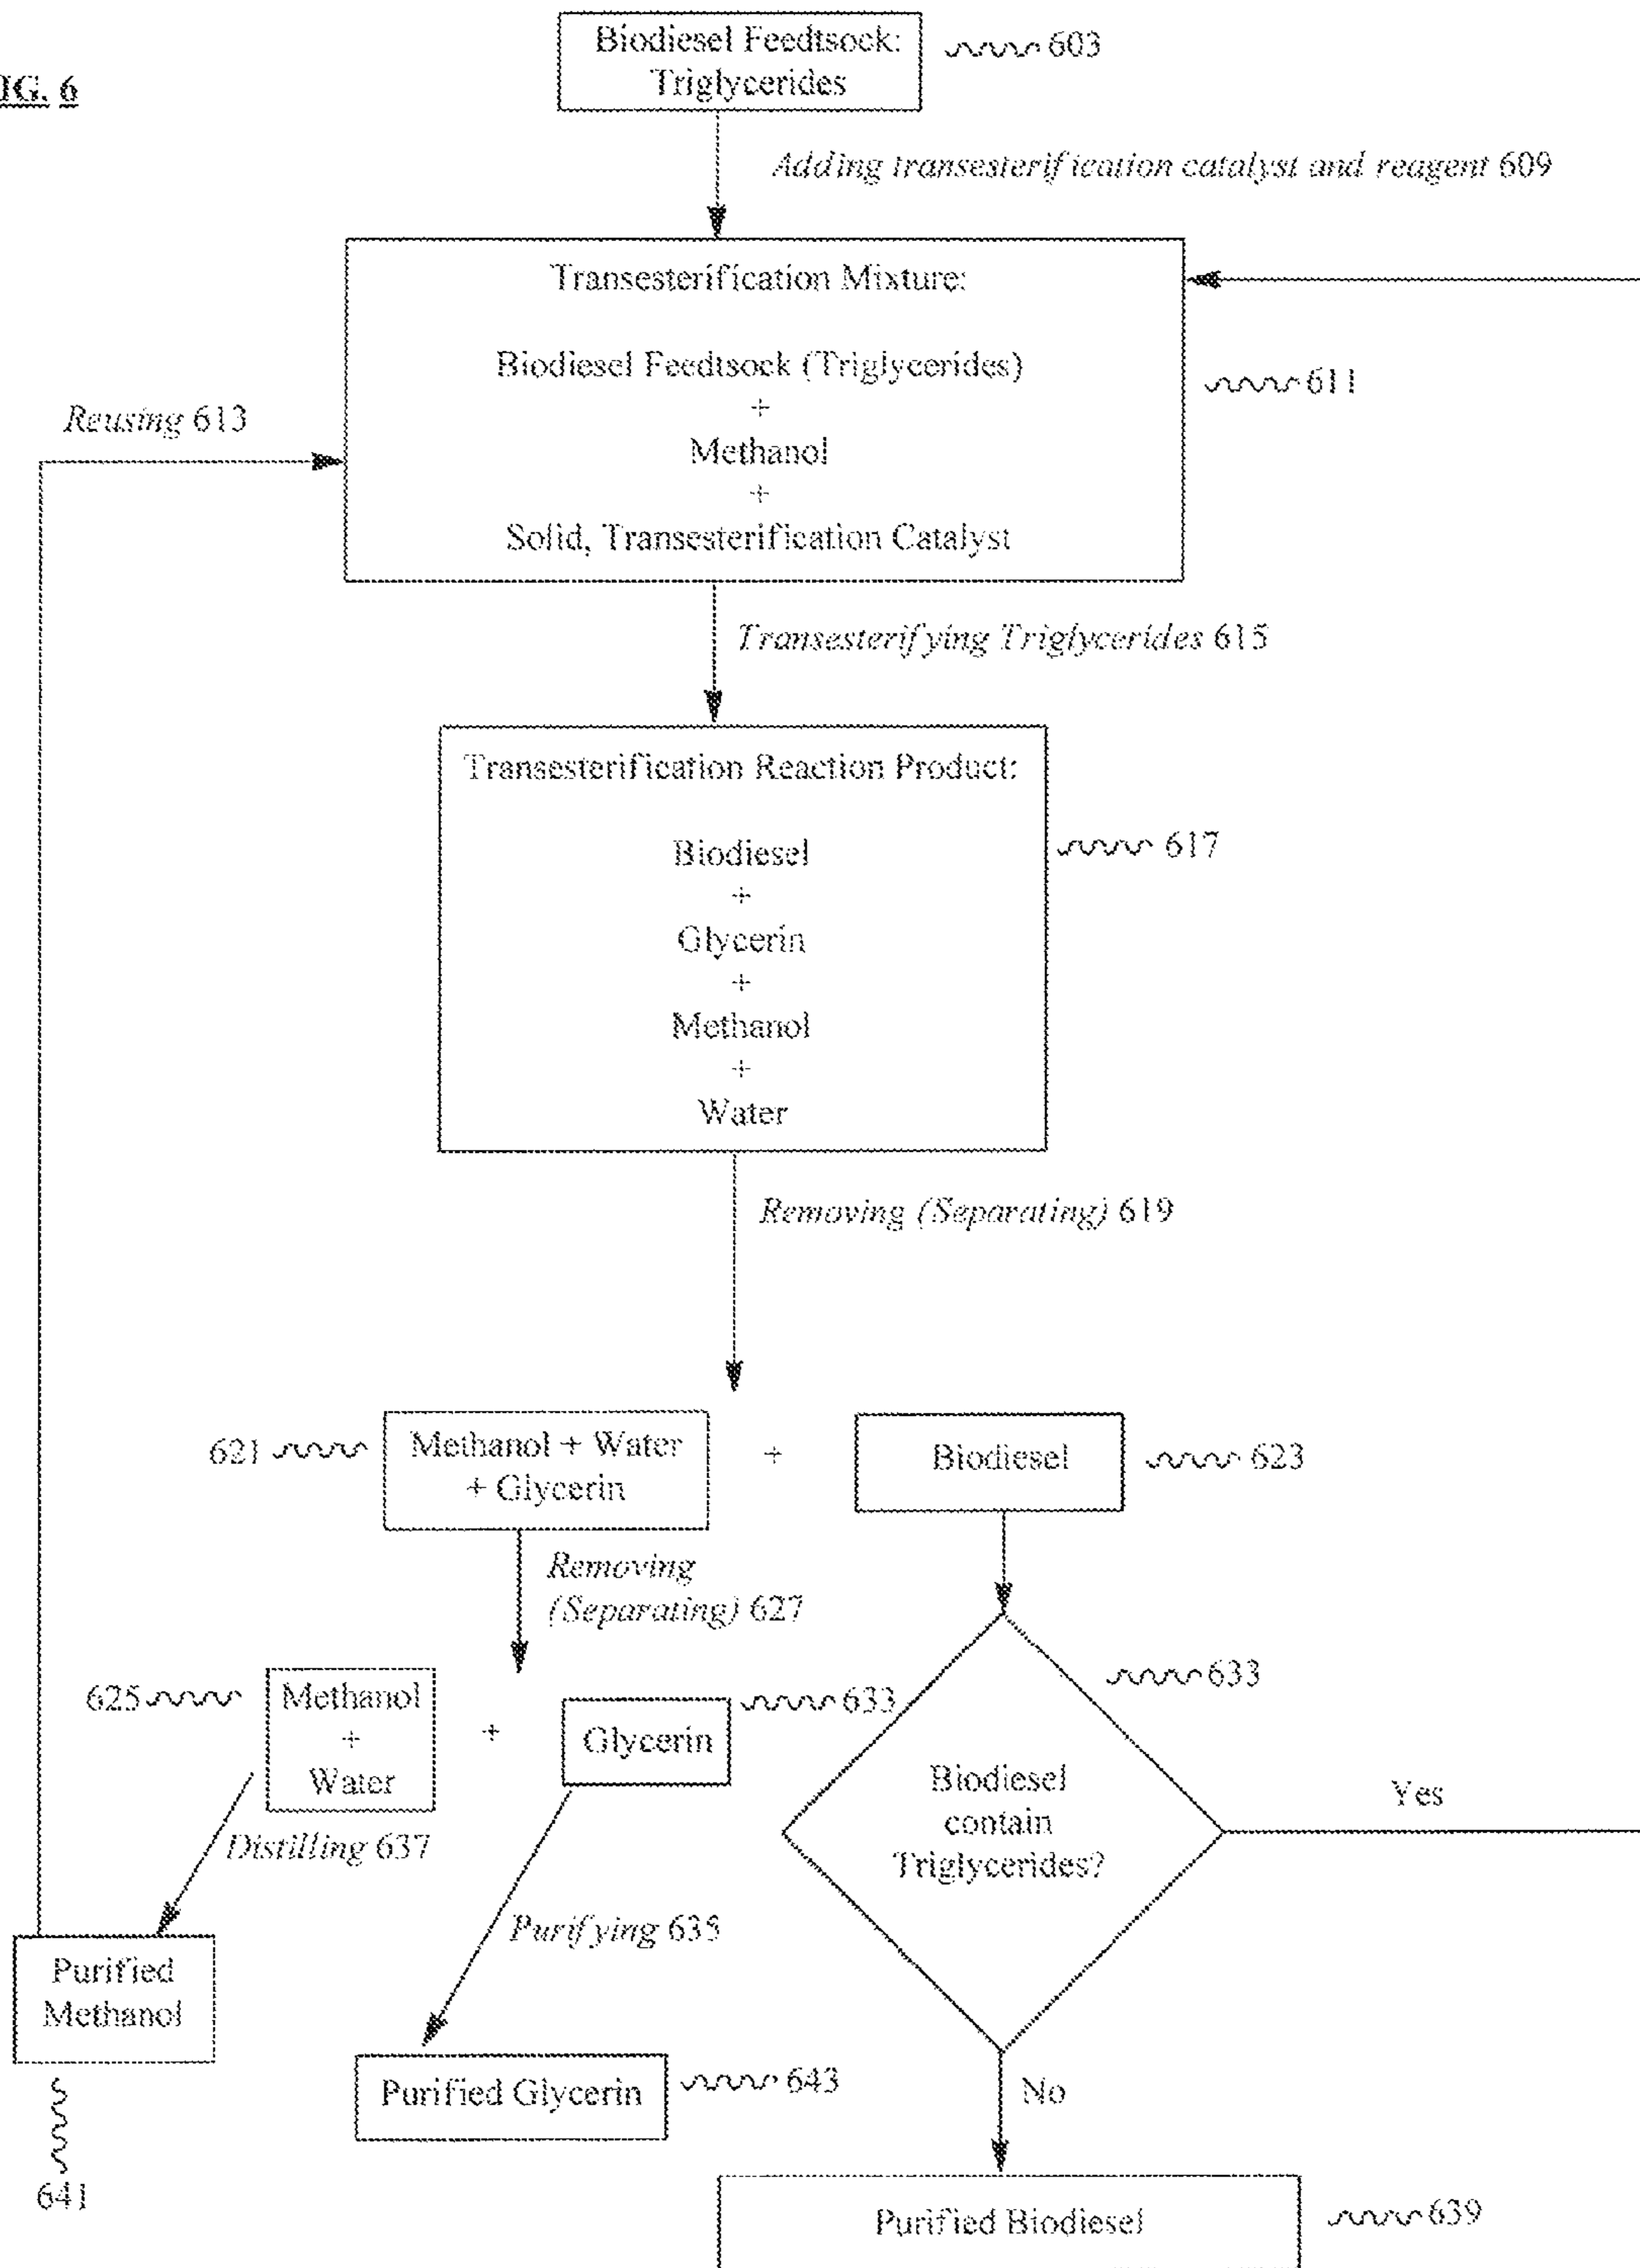 IG. 6
Biodiesel Feedtsock:
Triglycerides
603
Adding transesterification catalyst and reagent 609
Transesterification Mixture:
Biodiesel Feedtsock (Triglycerides)
+
Methanol
+
Solid, Transesterification Catalyst
611
Reusing 613
Transesterifying Triglycerides 615
Transesterification Reaction Product:
Biodiesel
+
Glycerin
+
Methanol
+
Water
617
Removing (Separating) 619
621
Methanol + Water
+ Glycerin
+
Biodiesel
623
Removing
(Separating) 627
625
Methanol
+
Water
+
Glycerin
633
633
Biodiesel
contain
Triglycerides?
Yes
Distilling 637
Purifying 635
Purified
Methanol
641
Purified Glycerin
643
No
Purified Biodiesel
639